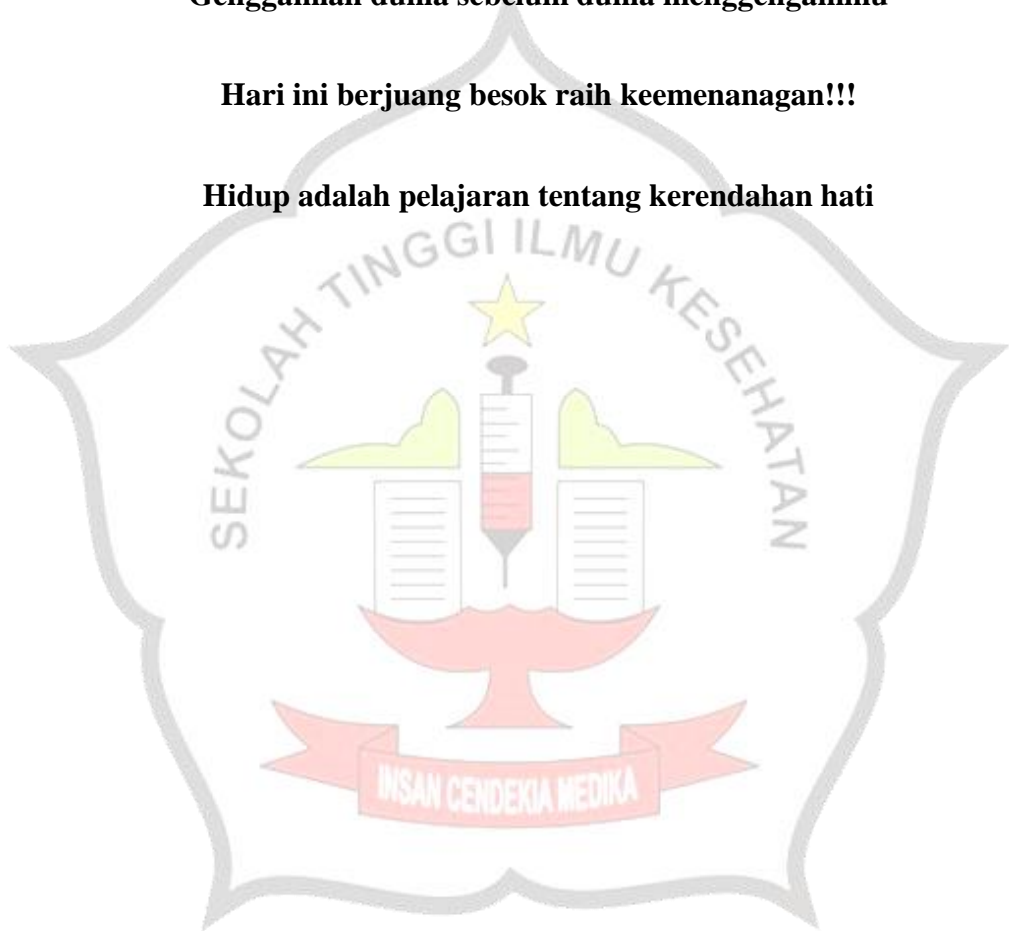 Hari ini berjuang besok raih keemenanagan!!!
Hidup adalah pelajaran tentang kerendahan hati
SEKOLAH TINGGI ILMU KESEHATAN
INSAN CENDEKIA MEDIKA